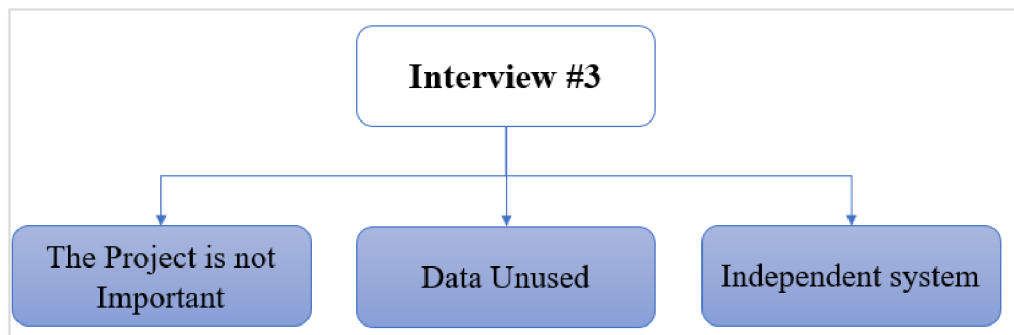 Interview #3
The Project is not
Important
Data Unused
Independent system